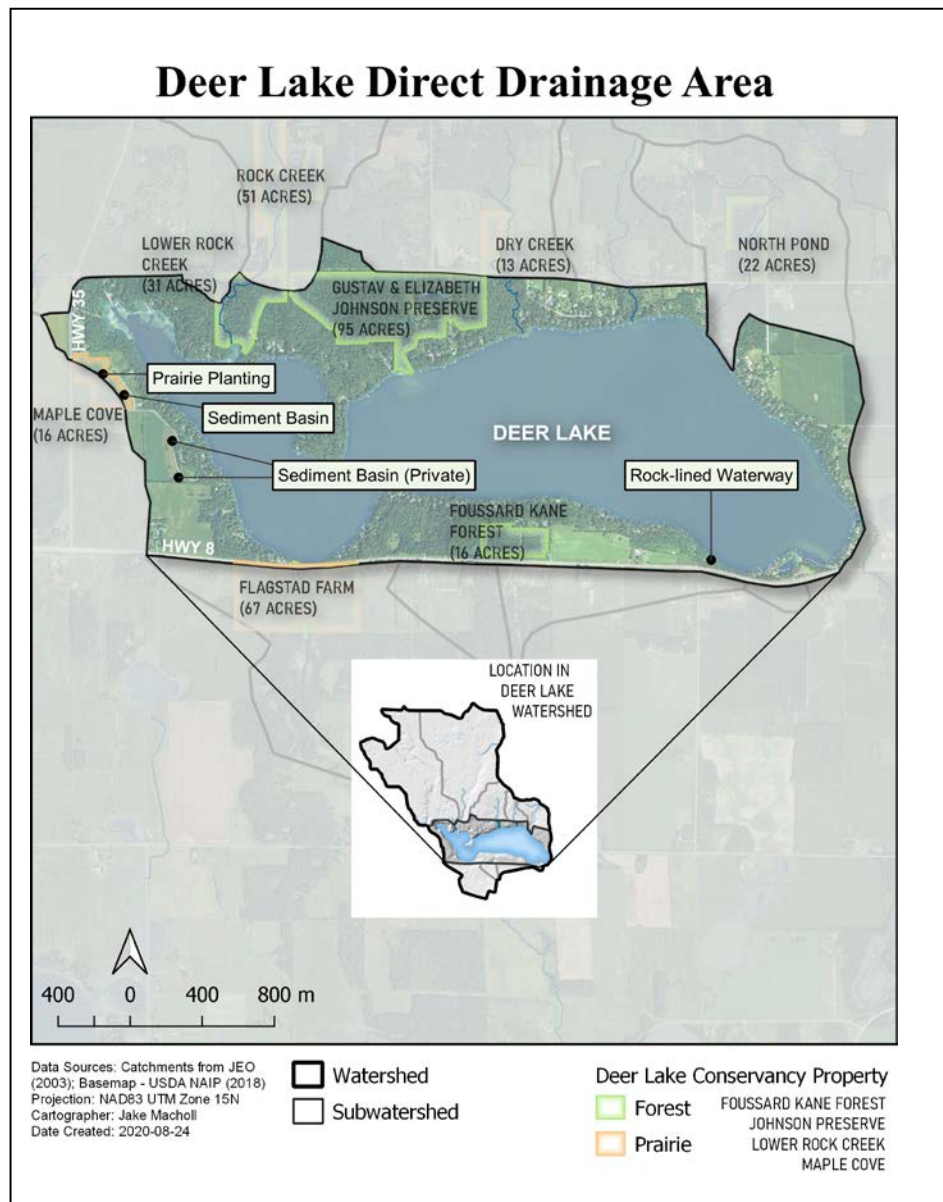 Deer Lake Direct Drainage Area
ROCK CREEK
(51 ACRES)
LOWER ROCK
CREEK
(31 ACRES)
DRY CREEK
(13 ACRES)
NORTH POND
(22 ACRES)
GUSTAV & ELIZABETH
JOHNSON PRESERVE
(95 ACRES)
HWY 35
Prairie Planting
Sediment Basin
MAPLE COVE
(16 ACRES)
DEER LAKE
Sediment Basin (Private)
Rock-lined Waterway
FOUSSARD KANE
FOREST
(16 ACRES)
HWY 8
FLAGSTAD FARM
(67 ACRES)
LOCATION IN
DEER LAKE
WATERSHED
400 0 400 800 m
Data Sources: Catchments from JEO
(2003); Basemap - USDA NAIP (2018)
Projection: NAD83 UTM Zone 15N
Cartographer: Jake Macholl
Date Created: 2020-08-24
Watershed
Subwatershed
Deer Lake Conservancy Property
Forest
Prairie
FOUSSARD KANE FOREST
JOHNSON PRESERVE
LOWER ROCK CREEK
MAPLE COVE